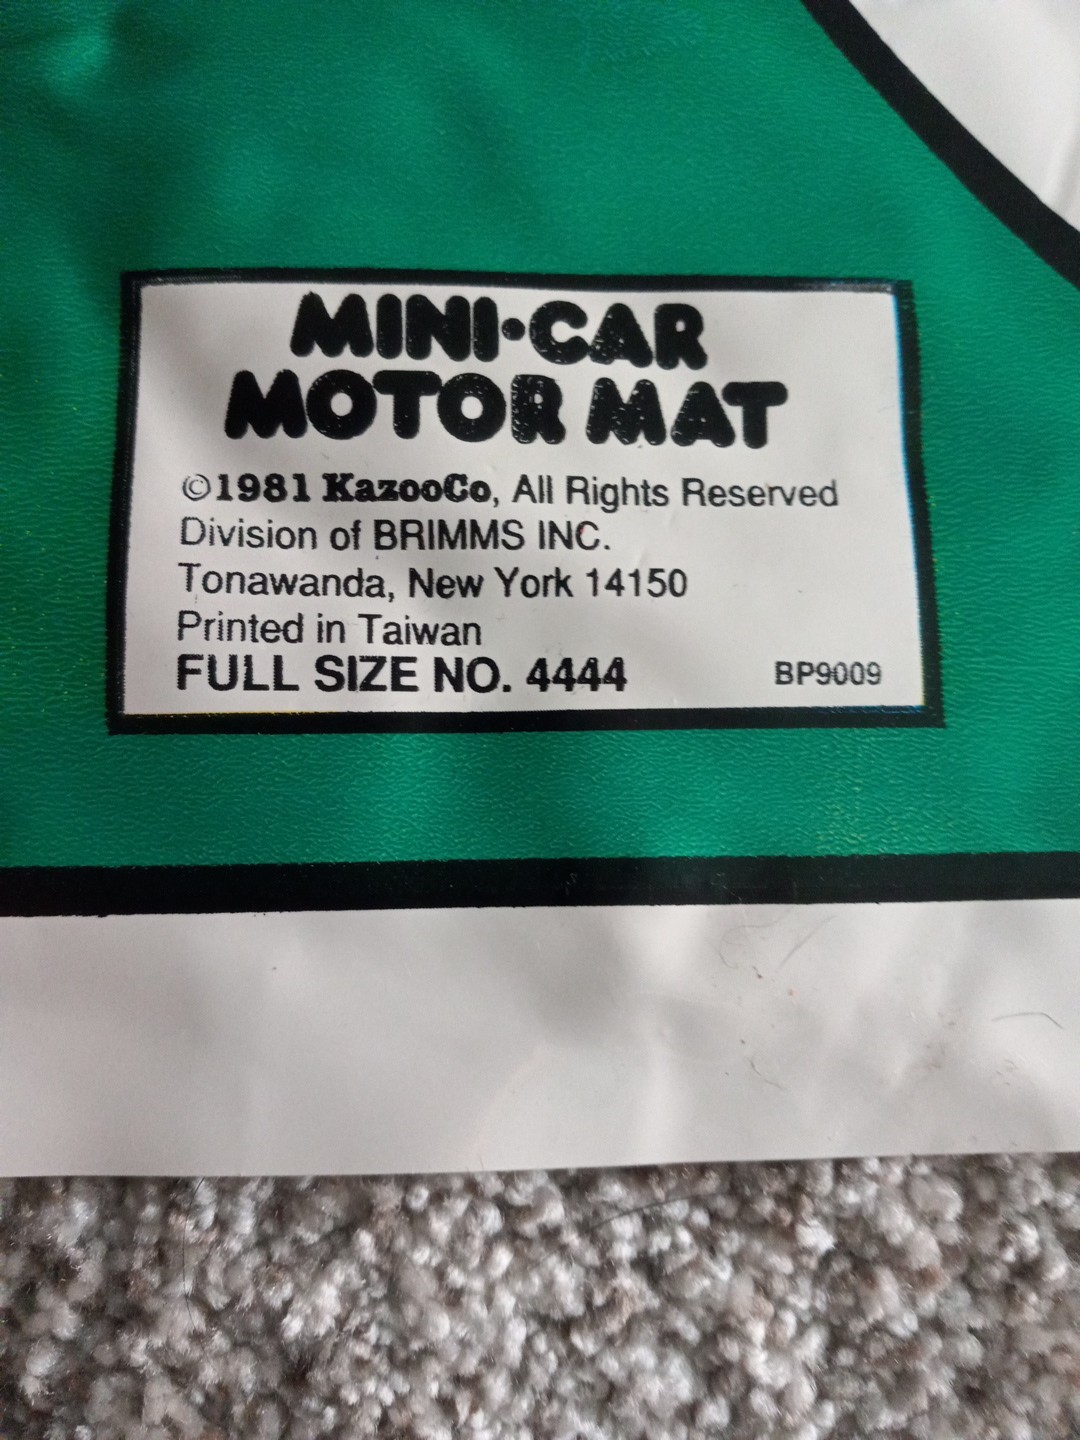 MINI•CAR
MOTOR MAT
©1981 KazooCo, All Rights Reserved
Division of BRIMMS INC.
Tonawanda, New York 14150
Printed in Taiwan
FULL SIZE NO. 4444
BP9009